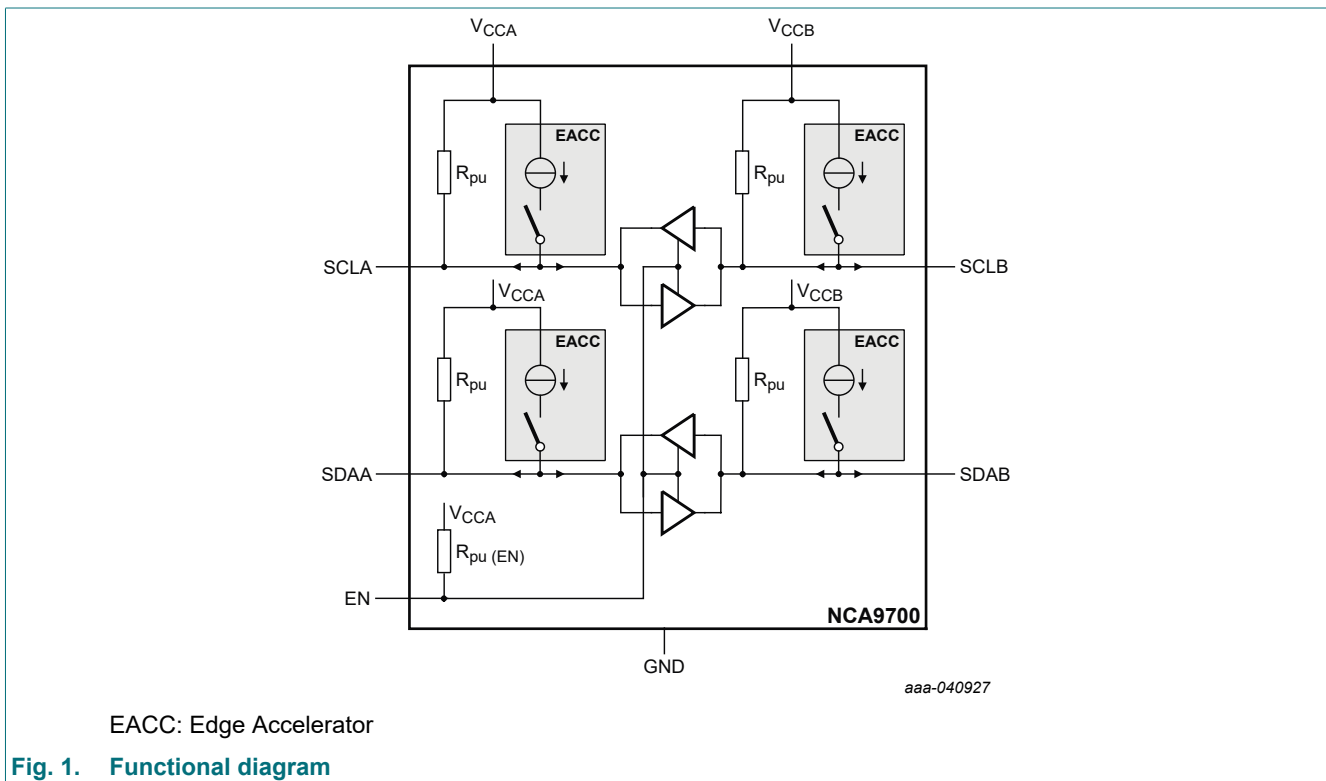 VCCA VCCB
EACC EACC
Rpu Rpu
SCLA SCLB
VCCA VCCB
EACC EACC
Rpu Rpu
SDAA SDAB
VCCA
Rpu (EN)
EN
NCA9700
GND
aaa-040927
EACC: Edge Accelerator
Fig. 1. Functional diagram